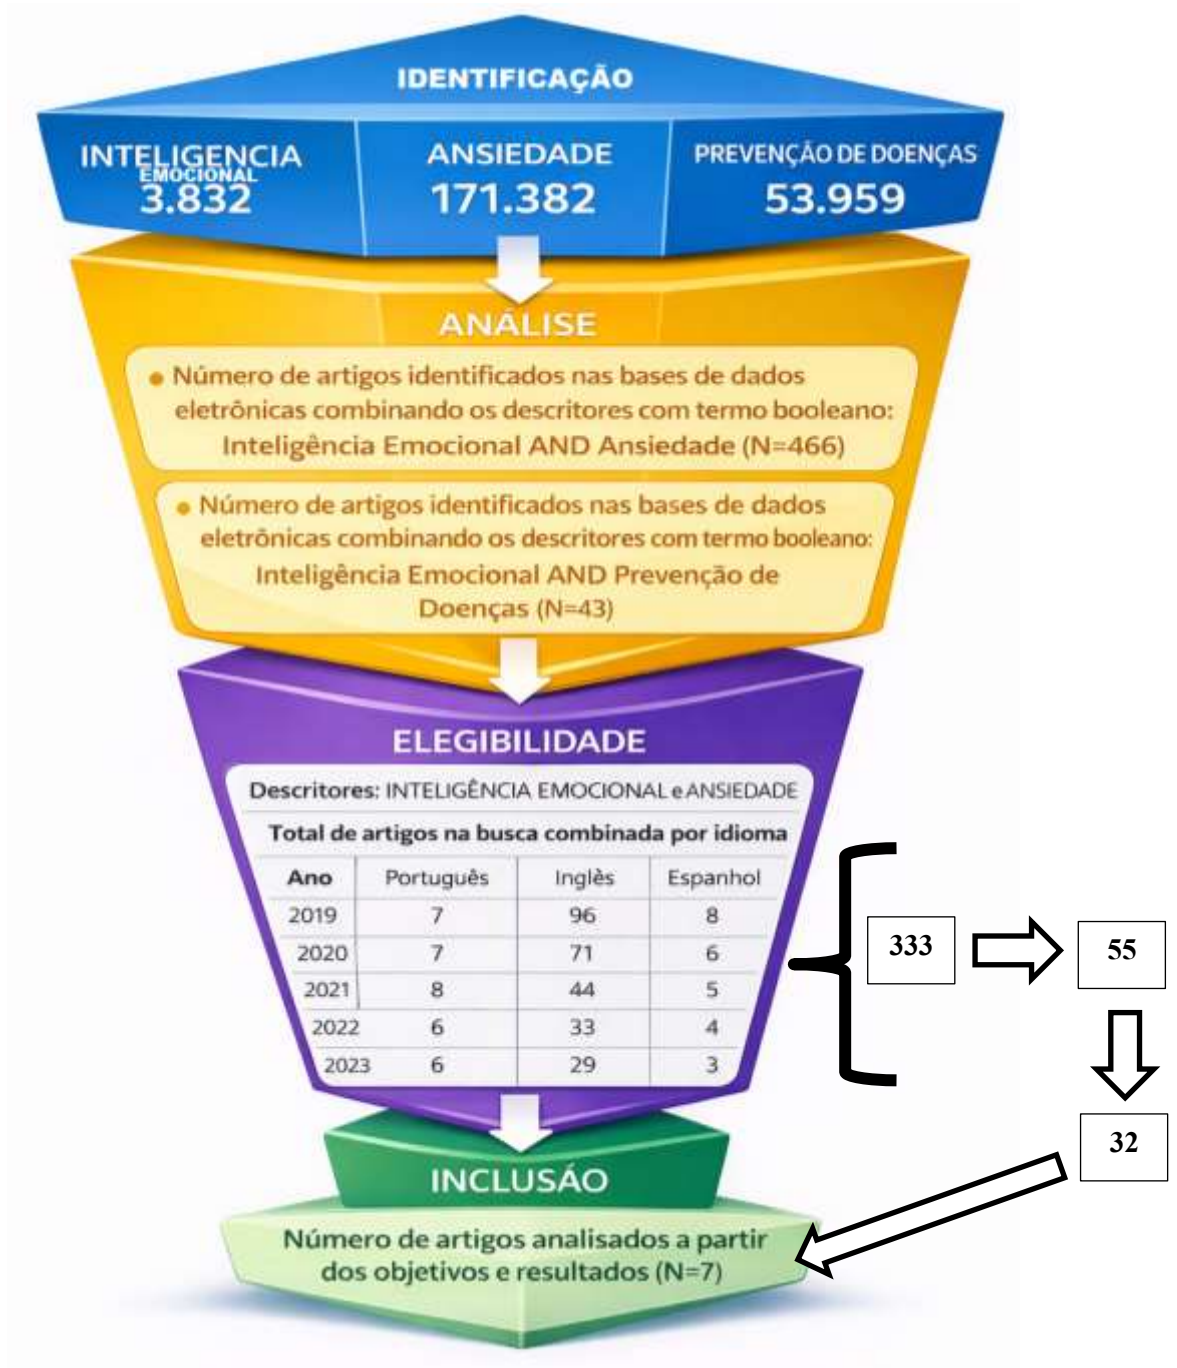 IDENTIFICAÇÃO
INTELIGENCIA
EMOCIONAL
3.832
ANSIEDADE
171.382
PREVENÇÃO DE DOENÇAS
53.959
ANÁLISE
• Número de artigos identificados nas bases de dados
eletrônicas combinando os descritores com termo booleano:
Inteligência Emocional AND Ansiedade (N=466)
• Número de artigos identificados nas bases de dados
eletrônicas combinando os descritores com termo booleano:
Inteligência Emocional AND Prevenção de
Doenças (N=43)
ELEGIBILIDADE
Descritores: INTELIGÊNCIA EMOCIONAL e ANSIEDADE
Total de artigos na busca combinada por idioma
Ano Português Inglès Espanhol
2019 7 96 8
2020 7 71 6
2021 8 44 5
2022 6 33 4
2023 6 29 3
333
55
32
INCLUSÁO
Número de artigos analisados a partir
dos objetivos e resultados (N=7)